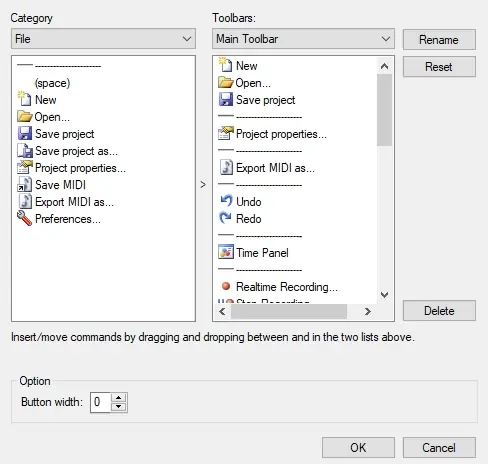 Category
File
(space)
New
Open...
Save project
Save project as...
Project properties...
Save MIDI
Export MIDI as...
Preferences...
>
Toolbars:
Main Toolbar
New
Open...
Save project
Project properties...
Export MIDI as...
Undo
Redo
Time Panel
Realtime Recording...
Rename
Reset
Delete
Insert/move commands by dragging and dropping between and in the two lists above.
Option
Button width: 0
OK
Cancel